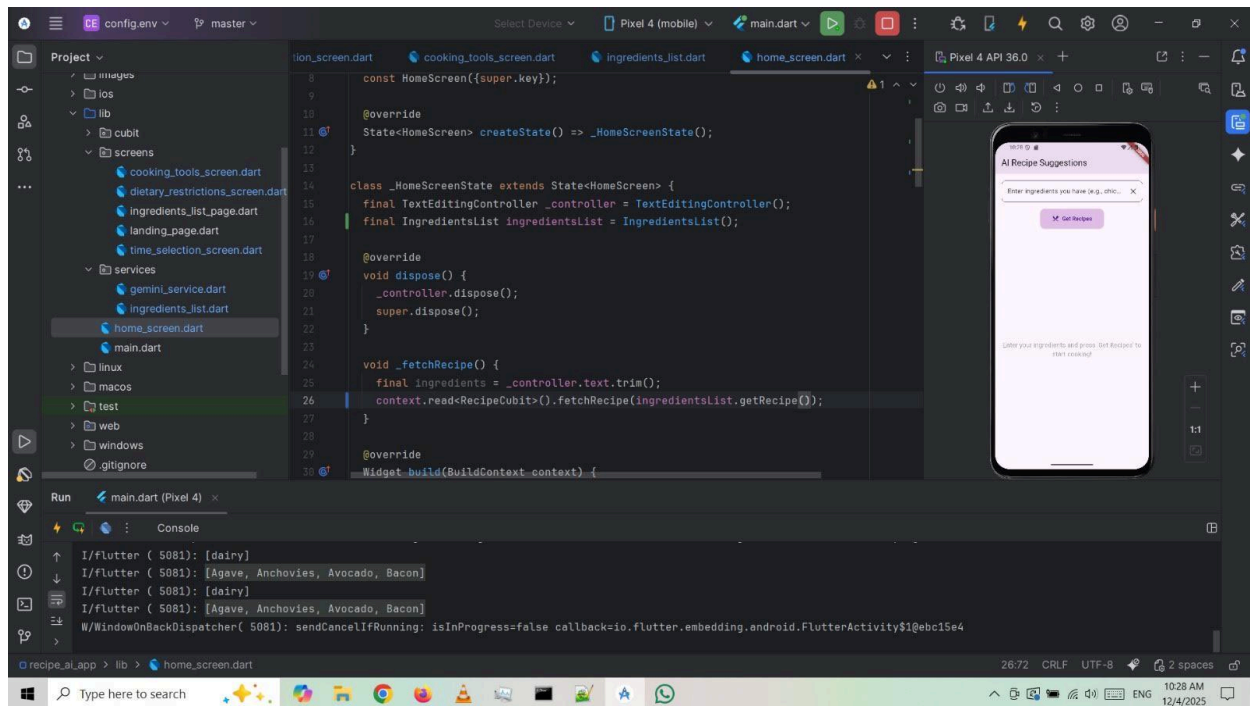 CE config.env
master
Select Device
Pixel 4 (mobile)
main.dart
Project
tion_screen.dart
cooking_tools_screen.dart
ingredients_list.dart
home_screen.dart
Pixel 4 API 36.0
images
ios
lib
cubit
screens
cooking_tools_screen.dart
dietary_restrictions_screen.dart
ingredients_list_page.dart
landing_page.dart
time_selection_screen.dart
services
gemini_service.dart
ingredients_list.dart
home_screen.dart
main.dart
linux
macos
test
web
windows
.gitignore
1
8 const HomeScreen({super.key});
9
10 @override
11 State<HomeScreen> createState() => _HomeScreenState();
12 }
13
14 class _HomeScreenState extends State<HomeScreen> {
15 final TextEditingController _controller = TextEditingController();
16 final IngredientsList ingredientsList = IngredientsList();
17
18 @override
19 void dispose() {
20 _controller.dispose();
21 super.dispose();
22 }
23
24 void _fetchRecipe() {
25 final ingredients = _controller.text.trim();
26 context.read<RecipeCubit>().fetchRecipe(ingredientsList.getRecipe());
27 }
28
29 @override
30 Widget build(BuildContext context) {
10:28
AI Recipe Suggestions
Enter ingredients you have (e.g., chic...
Get Recipes
Enter your ingredients and press 'Get Recipes' to
start cooking!
1:1
Run
main.dart (Pixel 4)
Console
I/flutter ( 5081): [dairy]
I/flutter ( 5081): [Agave, Anchovies, Avocado, Bacon]
I/flutter ( 5081): [dairy]
I/flutter ( 5081): [Agave, Anchovies, Avocado, Bacon]
W/WindowOnBackDispatcher( 5081): sendCancelIfRunning: isInProgress=false callback=io.flutter.embedding.android.FlutterActivity$1@ebc15e4
recipe_ai_app > lib > home_screen.dart
26:72 CRLF UTF-8 2 spaces
Type here to search
ENG
10:28 AM
12/4/2025